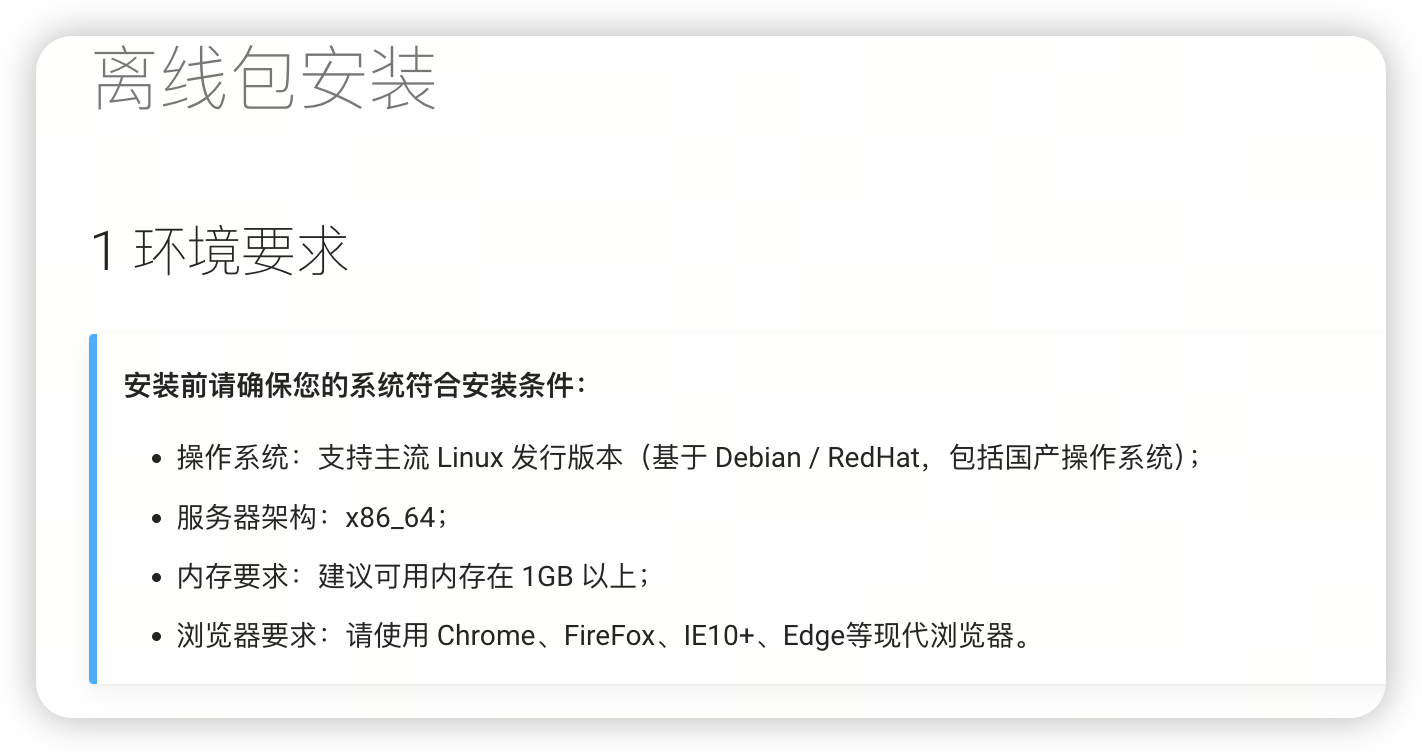 离线包安装
1 环境要求
安装前请确保您的系统符合安装条件：
操作系统：支持主流 Linux 发行版本（基于 Debian / RedHat，包括国产操作系统）；
服务器架构：x86_64；
内存要求：建议可用内存在 1GB 以上；
浏览器要求：请使用 Chrome、FireFox、IE10+、Edge等现代浏览器。